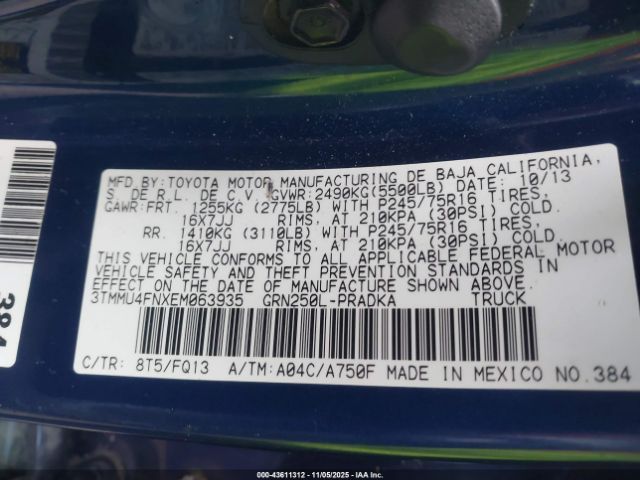 MFD. BY: TOYOTA MOTOR MANUFACTURING DE BAJA CALIFORNIA,
S. DE R.L. DE C.V. GVWR: 2490KG(5500LB) DATE: 10/13
GAWR: FRT. 1255KG (2775LB) WITH P245/75R16 TIRES,
16X7JJ RIMS, AT 210KPA (30PSI) COLD.
RR. 1410KG (3110LB) WITH P245/75R16 TIRES,
16X7JJ RIMS, AT 210KPA (30PSI) COLD.
THIS VEHICLE CONFORMS TO ALL APPLICABLE FEDERAL MOTOR
VEHICLE SAFETY AND THEFT PREVENTION STANDARDS IN
EFFECT ON THE DATE OF MANUFACTURE SHOWN ABOVE.
3TMMU4FNXEM063935 GRN250L-PRADKA TRUCK
C/TR: 8T5/FQ13 A/TM: A04C/A750F MADE IN MEXICO NO.384
384
000-43611312 - 11/05/2025 - www.iaai.com